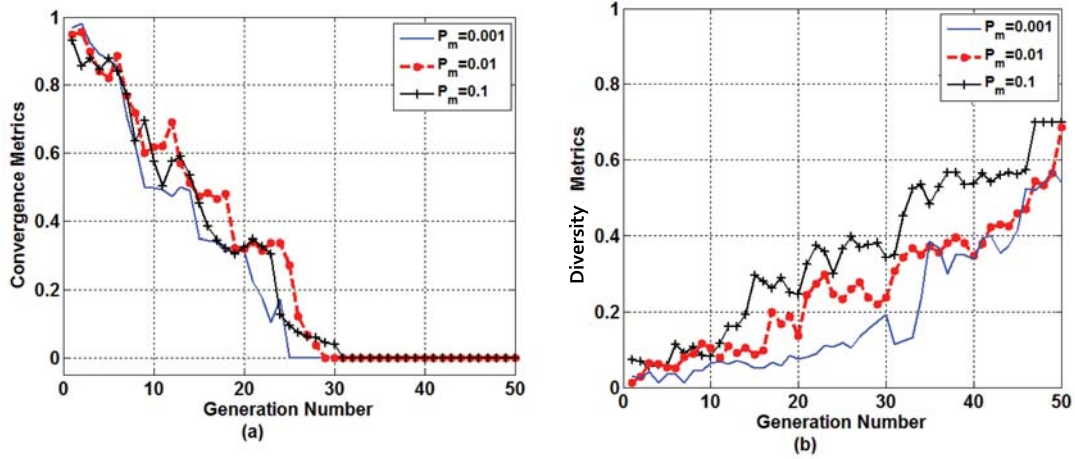 Convergence Metrics
1
0.8
0.6
0.4
0.2
0
0 10 20 30 40 50
Generation Number
(a)
Pm=0.001
Pm=0.01
Pm=0.1
Diversity Metrics
1
0.8
0.6
0.4
0.2
0
0 10 20 30 40 50
Generation Number
(b)
Pm=0.001
Pm=0.01
Pm=0.1